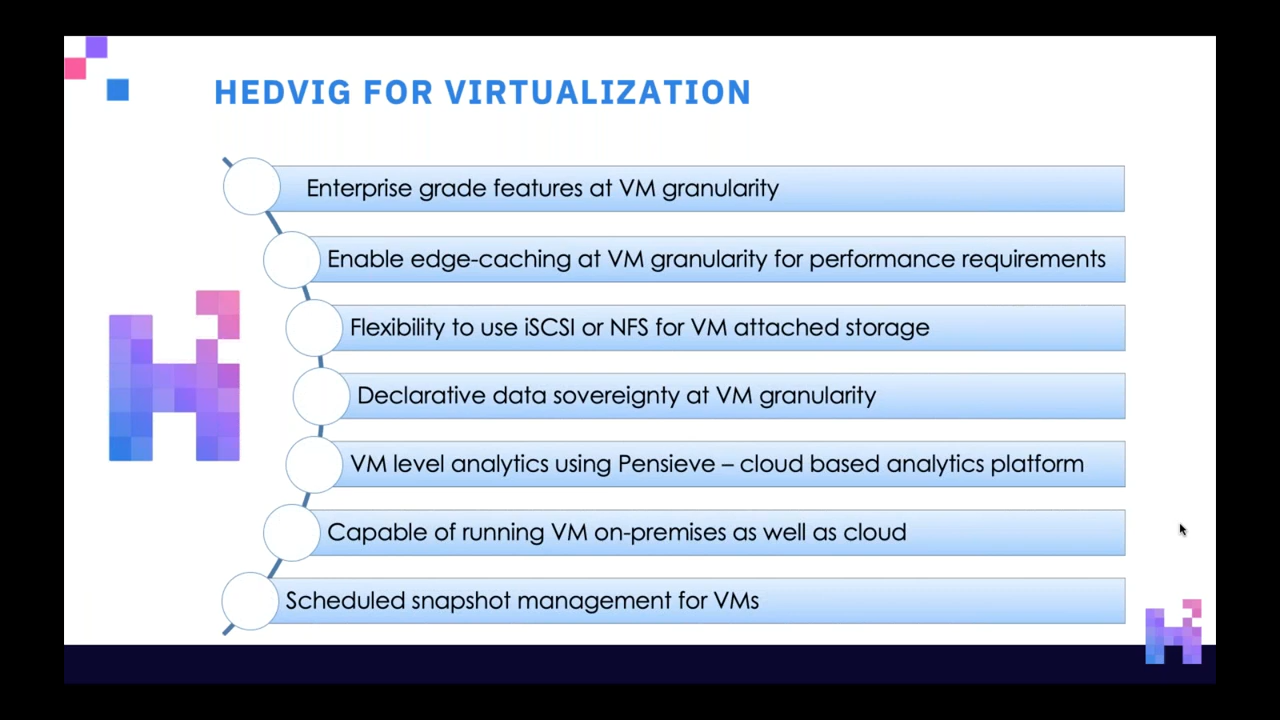 HEDVIG FOR VIRTUALIZATION
Enterprise grade features at VM granularity
Enable edge-caching at VM granularity for performance requirements
Flexibility to use iSCSI or NFS for VM attached storage
Declarative data sovereignty at VM granularity
VM level analytics using Pensieve – cloud based analytics platform
Capable of running VM on-premises as well as cloud
Scheduled snapshot management for VMs